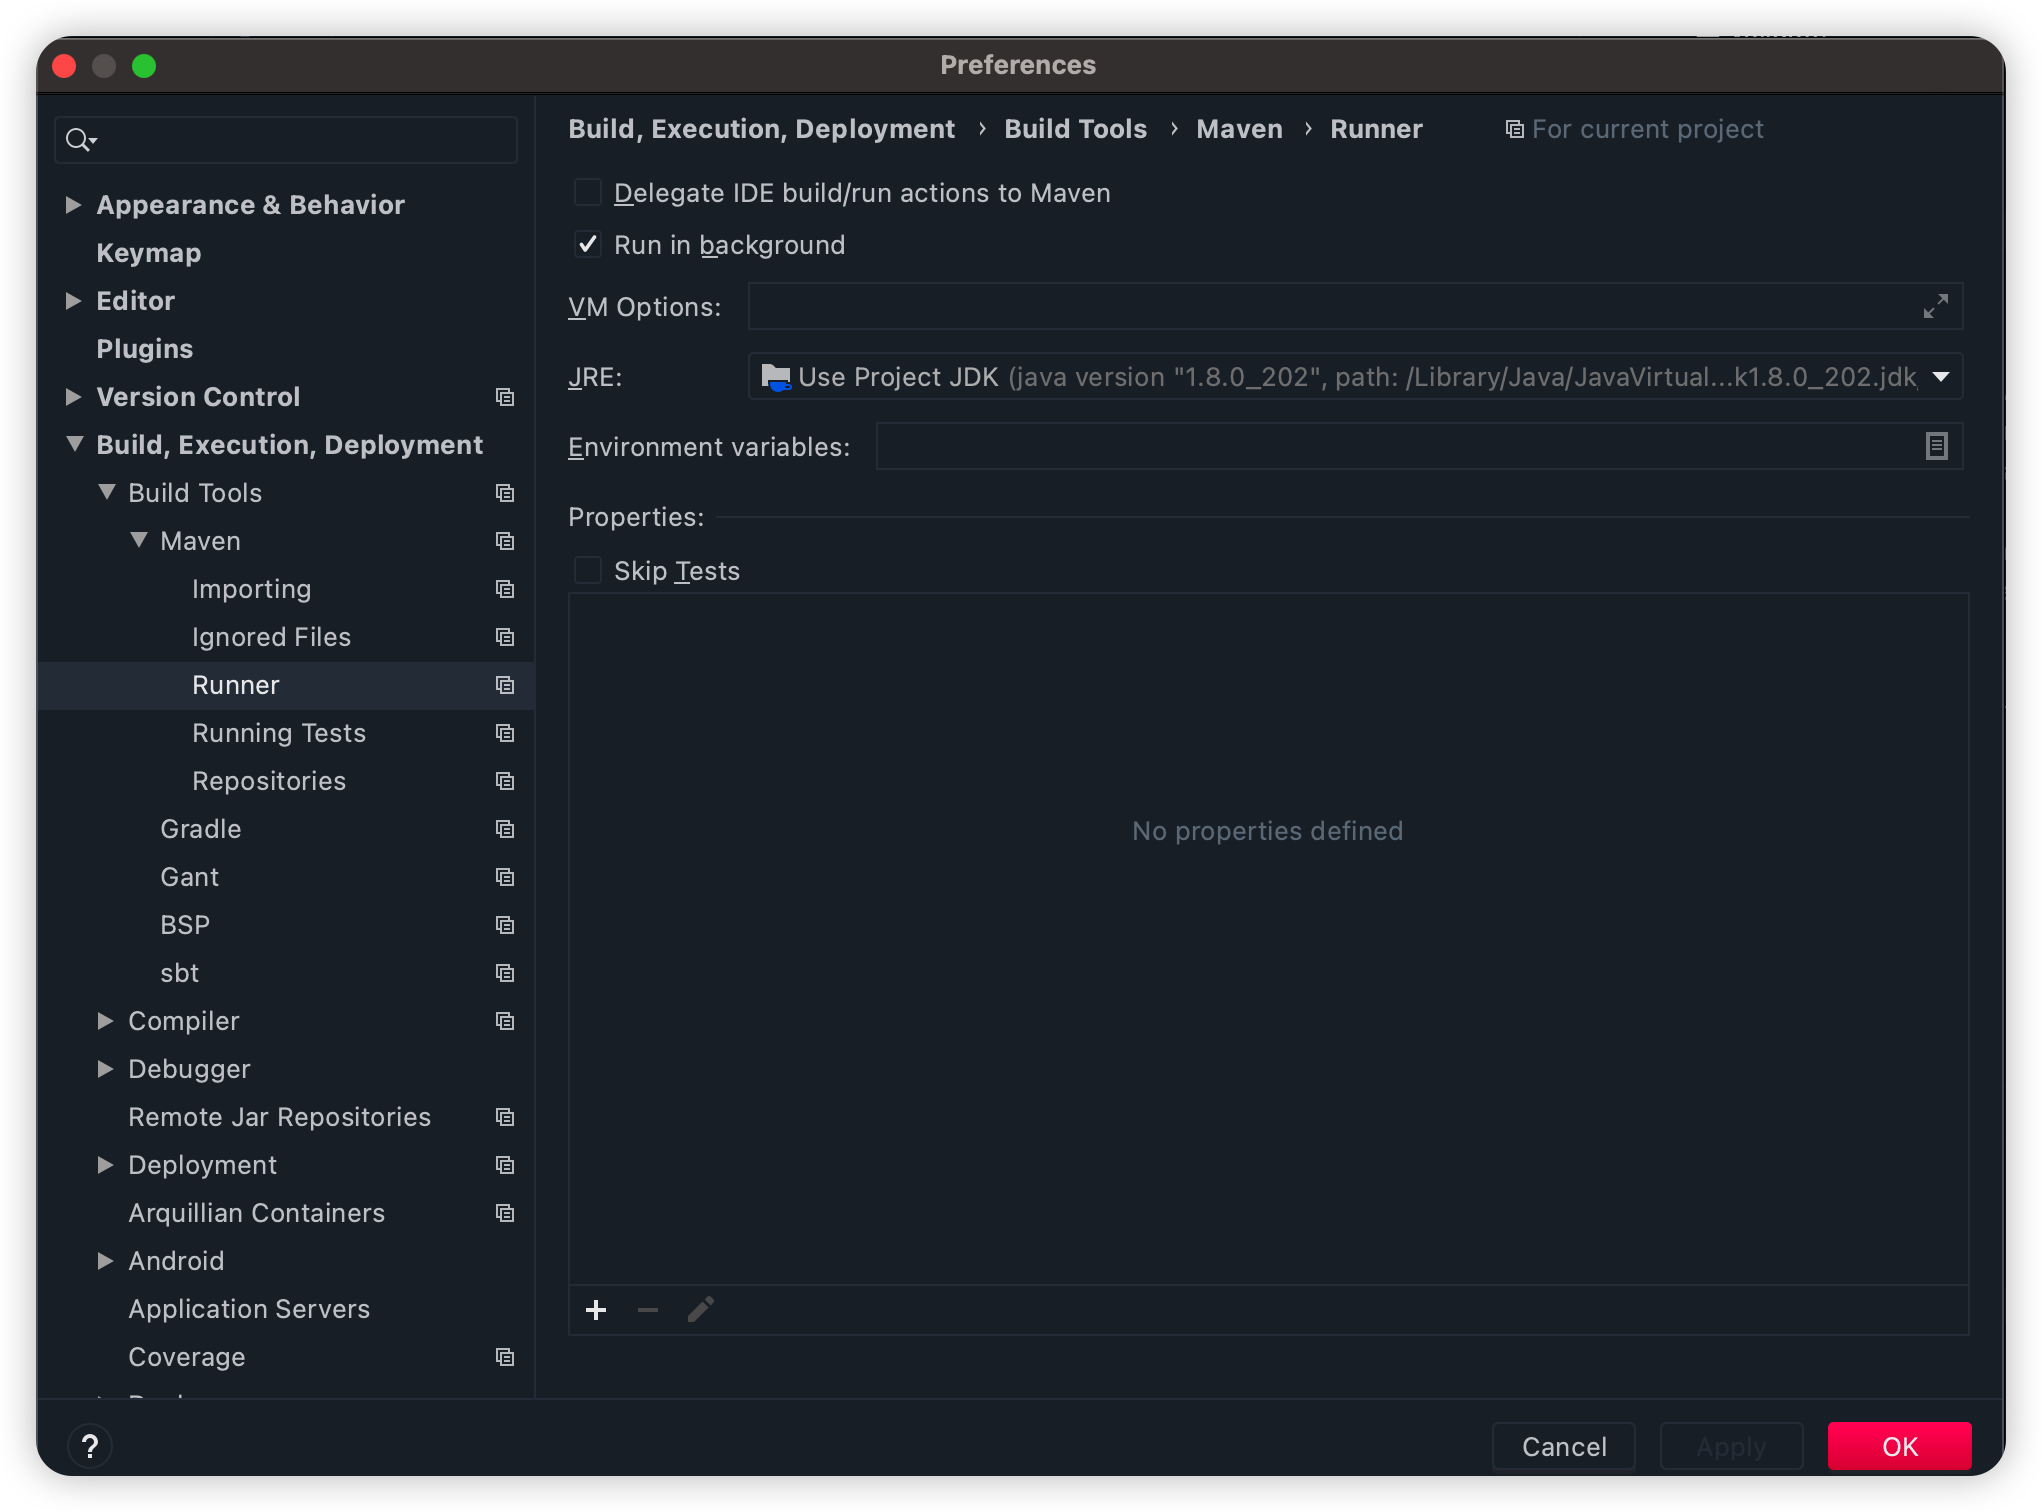 Preferences
Build, Execution, Deployment › Build Tools › Maven › Runner For current project
Appearance & Behavior
Keymap
Editor
Plugins
Version Control
Build, Execution, Deployment
Build Tools
Maven
Importing
Ignored Files
Runner
Running Tests
Repositories
Gradle
Gant
BSP
sbt
Compiler
Debugger
Remote Jar Repositories
Deployment
Arquillian Containers
Android
Application Servers
Coverage
Delegate IDE build/run actions to Maven
Run in background
VM Options:
JRE: Use Project JDK (java version "1.8.0_202", path: /Library/Java/JavaVirtual...k1.8.0_202.jdk
Environment variables:
Properties:
Skip Tests
No properties defined
?
Cancel Apply OK